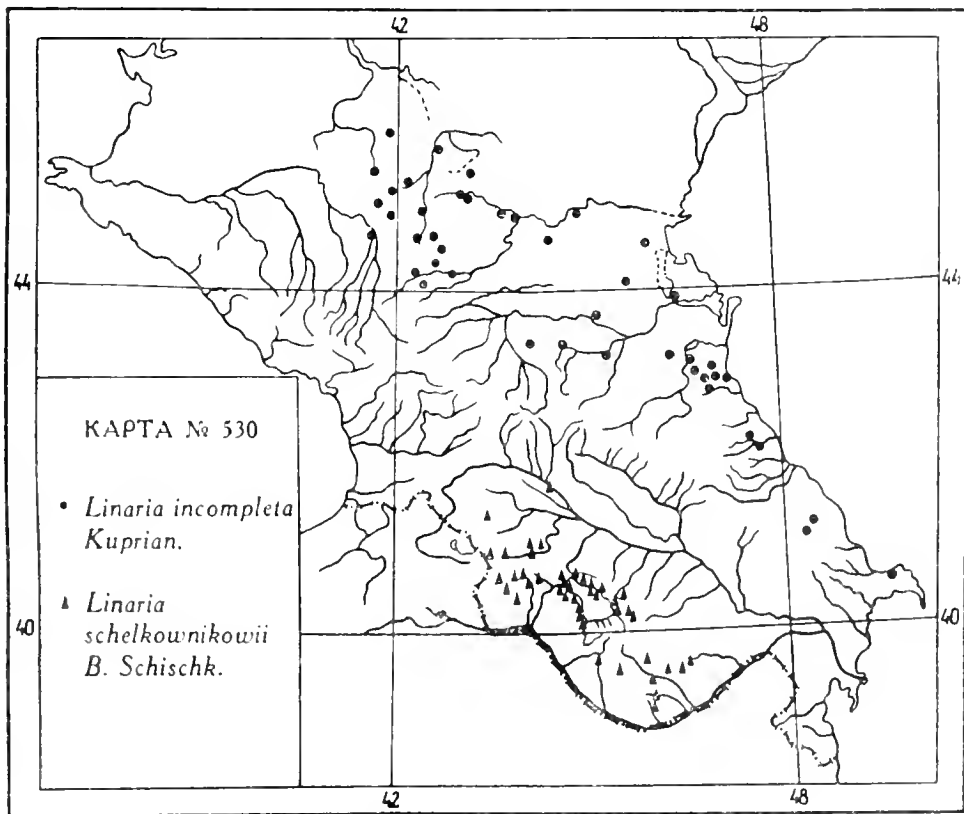 42 48
44 44
КАРТА № 530
Linaria incompleta
Kuprian.
Linaria
schelkownikowii
B. Schischk.
40 40
42 48